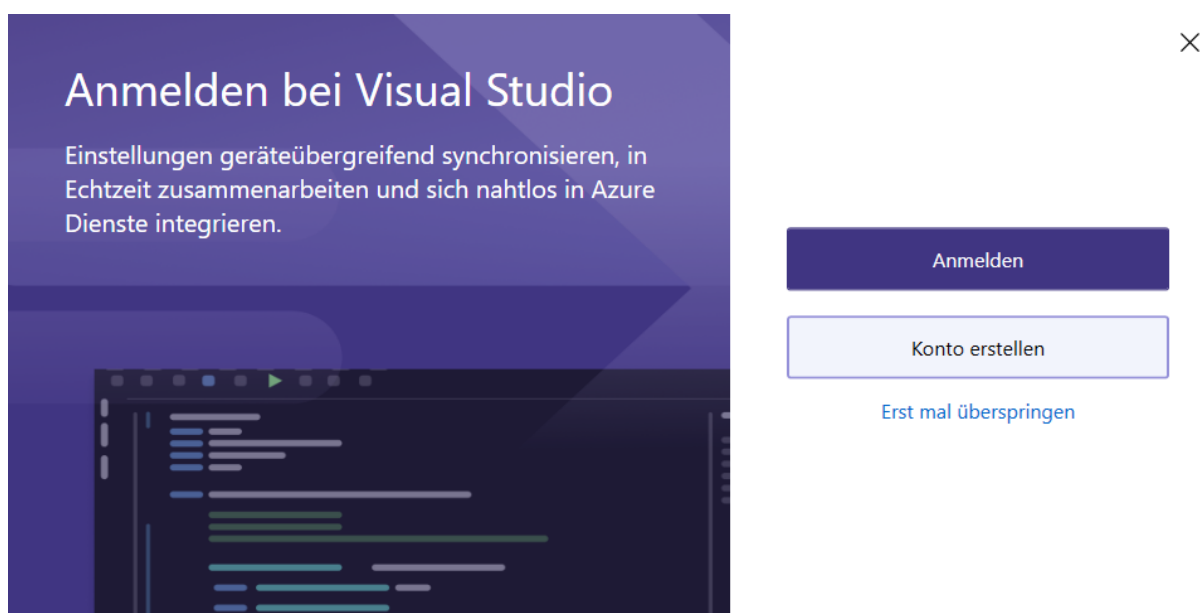 Anmelden bei Visual Studio
Einstellungen geräteübergreifend synchronisieren, in
Echtzeit zusammenarbeiten und sich nahtlos in Azure
Dienste integrieren.
Anmelden
Konto erstellen
Erst mal überspringen